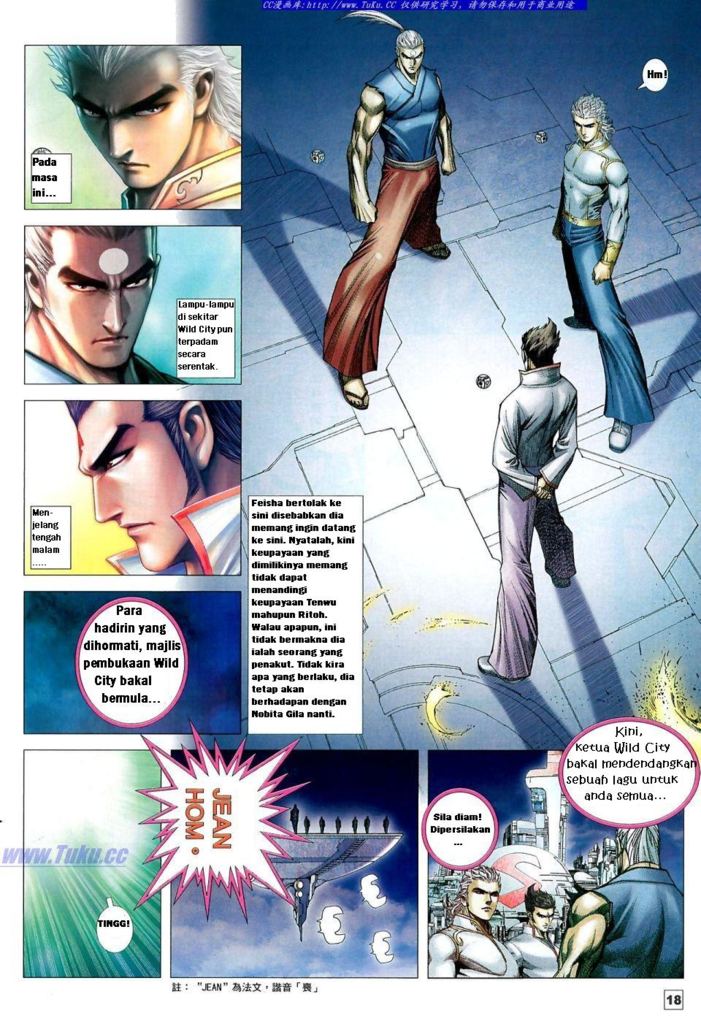 CC漫画库:http://www.TuKu.CC 仅供研究学习，请勿保存和用于商业用途
Hm!
Pada
masa
ini...
Lampu-lampu
di sekitar
Wild City pun
terpadam
secara
serentak.
Men-
jelang
tengah
malam
.....
Feisha bertolak ke
sini disebabkan dia
memang ingin datang
ke sini. Nyatalah, kini
keupayaan yang
dimilikinya memang
tidak dapat
menandingi
keupayaan Tenwu
mahupun Ritoh.
Walau apapun, ini
tidak bermakna dia
ialah seorang yang
penakut. Tidak kira
apa yang berlaku, dia
tetap akan
berhadapan dengan
Nobita Gila nanti.
Para
hadirin yang
dihormati, majlis
pembukaan Wild
City bakal
bermula...
TINGG!
JEAN
HOM.
Sila diam!
Dipersilakan
...
Kini,
ketua Wild City
bakal mendendangkan
sebuah lagu untuk
anda semua...
www.Tuku.cc
註：“JEAN”為法文，諧音「喪」
18